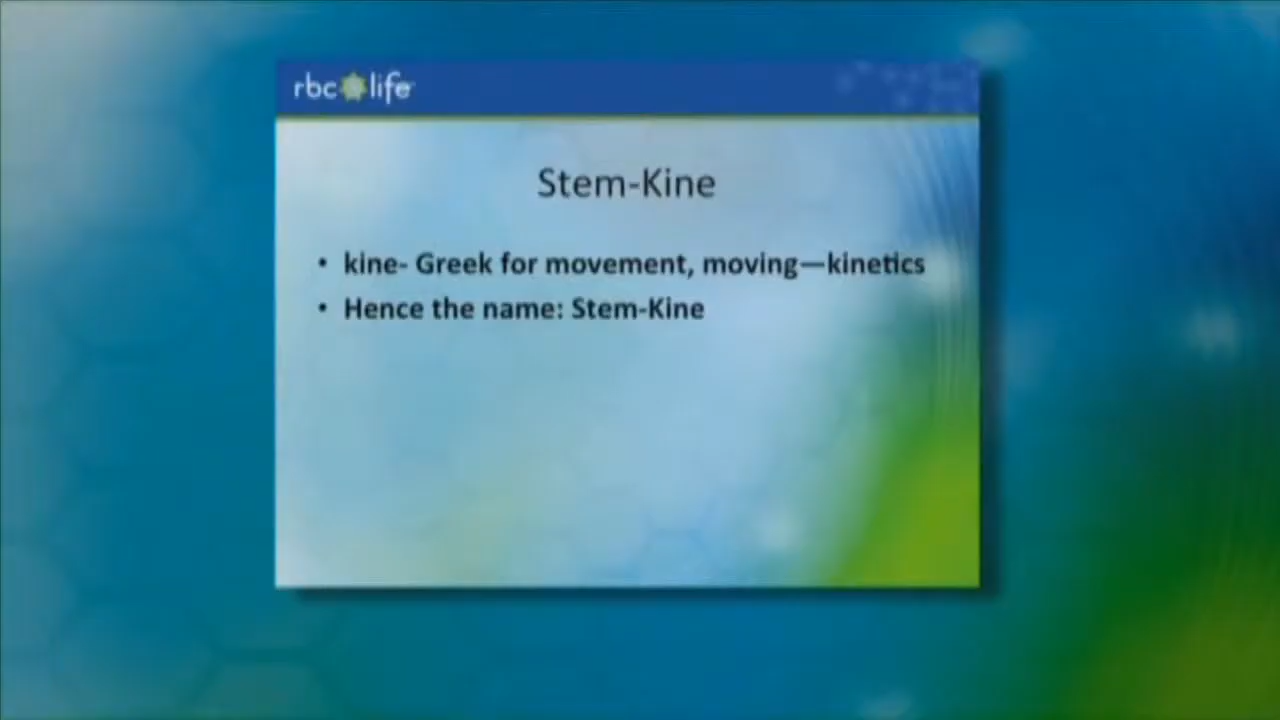 rbc life
Stem-Kine
• kine- Greek for movement, moving—kinetics
• Hence the name: Stem-Kine